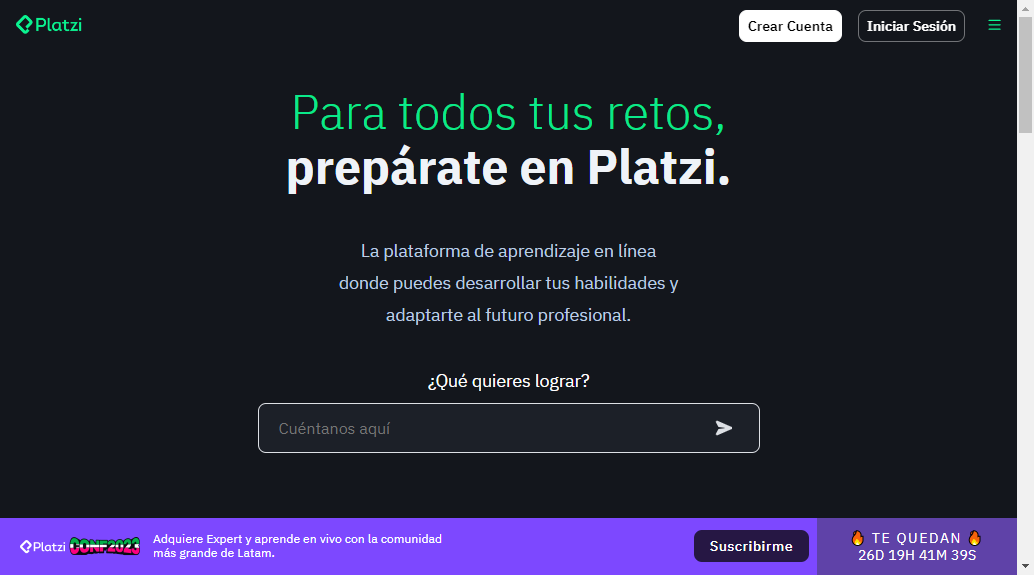 Platzi
Crear Cuenta
Iniciar Sesión
Para todos tus retos,
prepárate en Platzi.
La plataforma de aprendizaje en línea
donde puedes desarrollar tus habilidades y
adaptarte al futuro profesional.
¿Qué quieres lograr?
Cuéntanos aquí
Platzi CONF2023
Adquiere Expert y aprende en vivo con la comunidad
más grande de Latam.
Suscribirme
🔥 TE QUEDAN 🔥
26D 19H 41M 39S